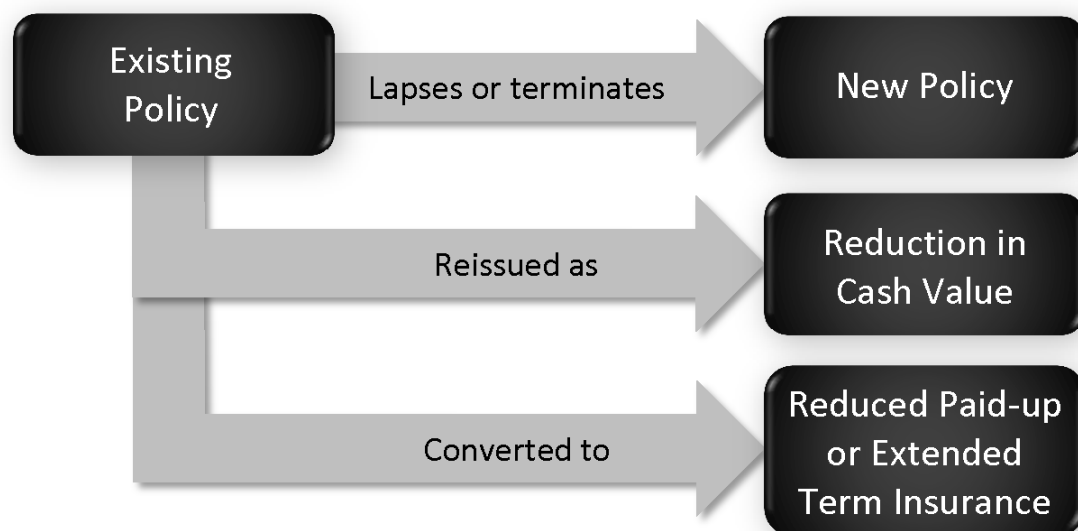 Existing
Policy
Lapses or terminates
New Policy
Reissued as
Reduction in
Cash Value
Converted to
Reduced Paid-up
or Extended
Term Insurance